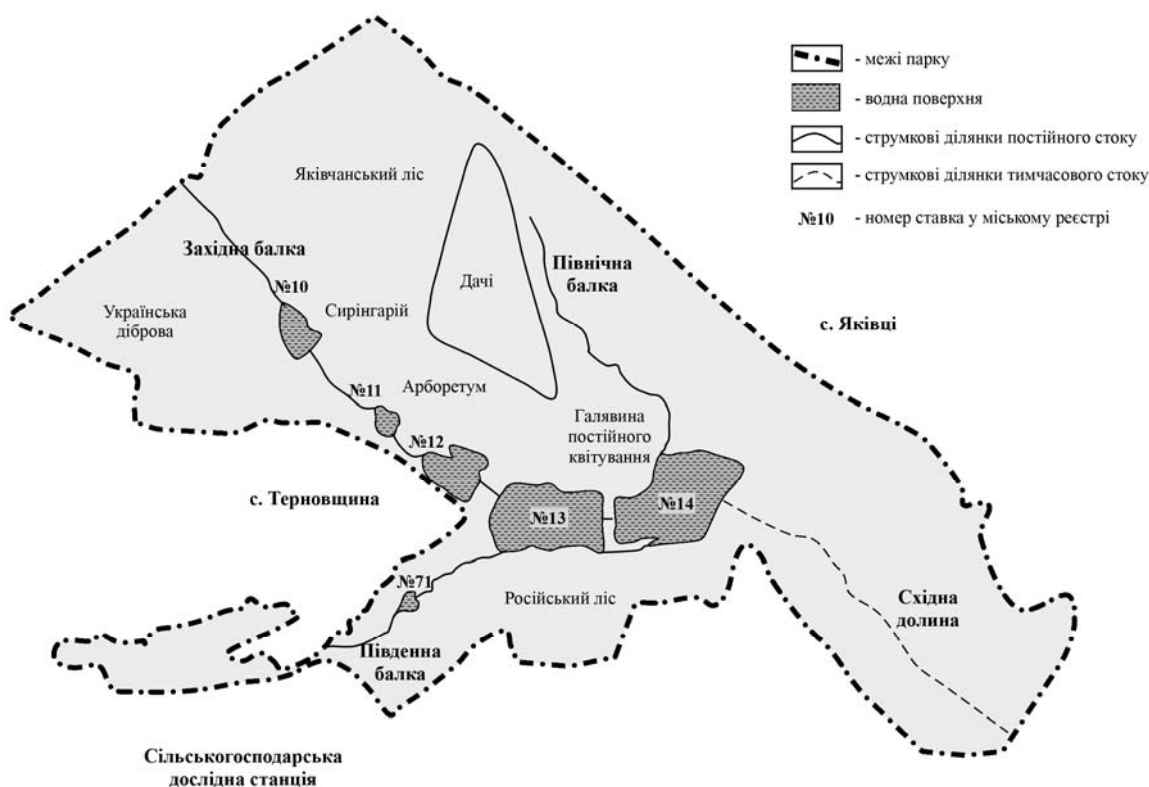 - межі парку
- водна поверхня
- струмкові ділянки постійного стоку
- струмкові ділянки тимчасового стоку
№10 - номер ставка у міському реєстрі
Яківчанський ліс
Західна балка
Північна
балка
Дачі
№10
Сирінгарій
Українська
діброва
с. Яківці
№11
Арборетум
Галявина
постійного
квітування
№12
с. Терновщина
№13
№14
№71
Російський ліс
Східна
долина
Південна
балка
Сільськогосподарська
дослідна станція